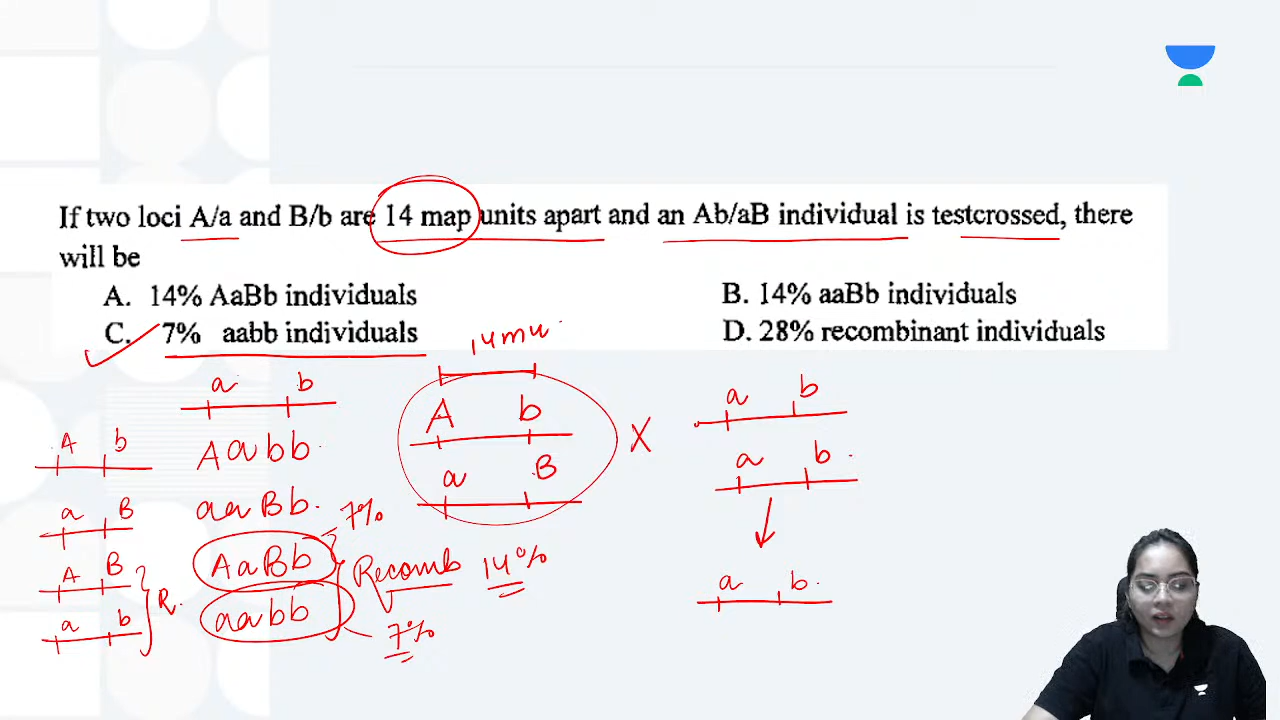 If two loci A/a and B/b are 14 map units apart and an Ab/aB individual is testcrossed, there
will be
A. 14% AaBb individuals
B. 14% aaBb individuals
C. 7% aabb individuals
D. 28% recombinant individuals
14mu
a b
A b
a B
X
a b
a b
a b
A b
a B
A B
a b
R.
Aabb
aaBb
AaBb
aabb
7%
Recomb 14%
7%